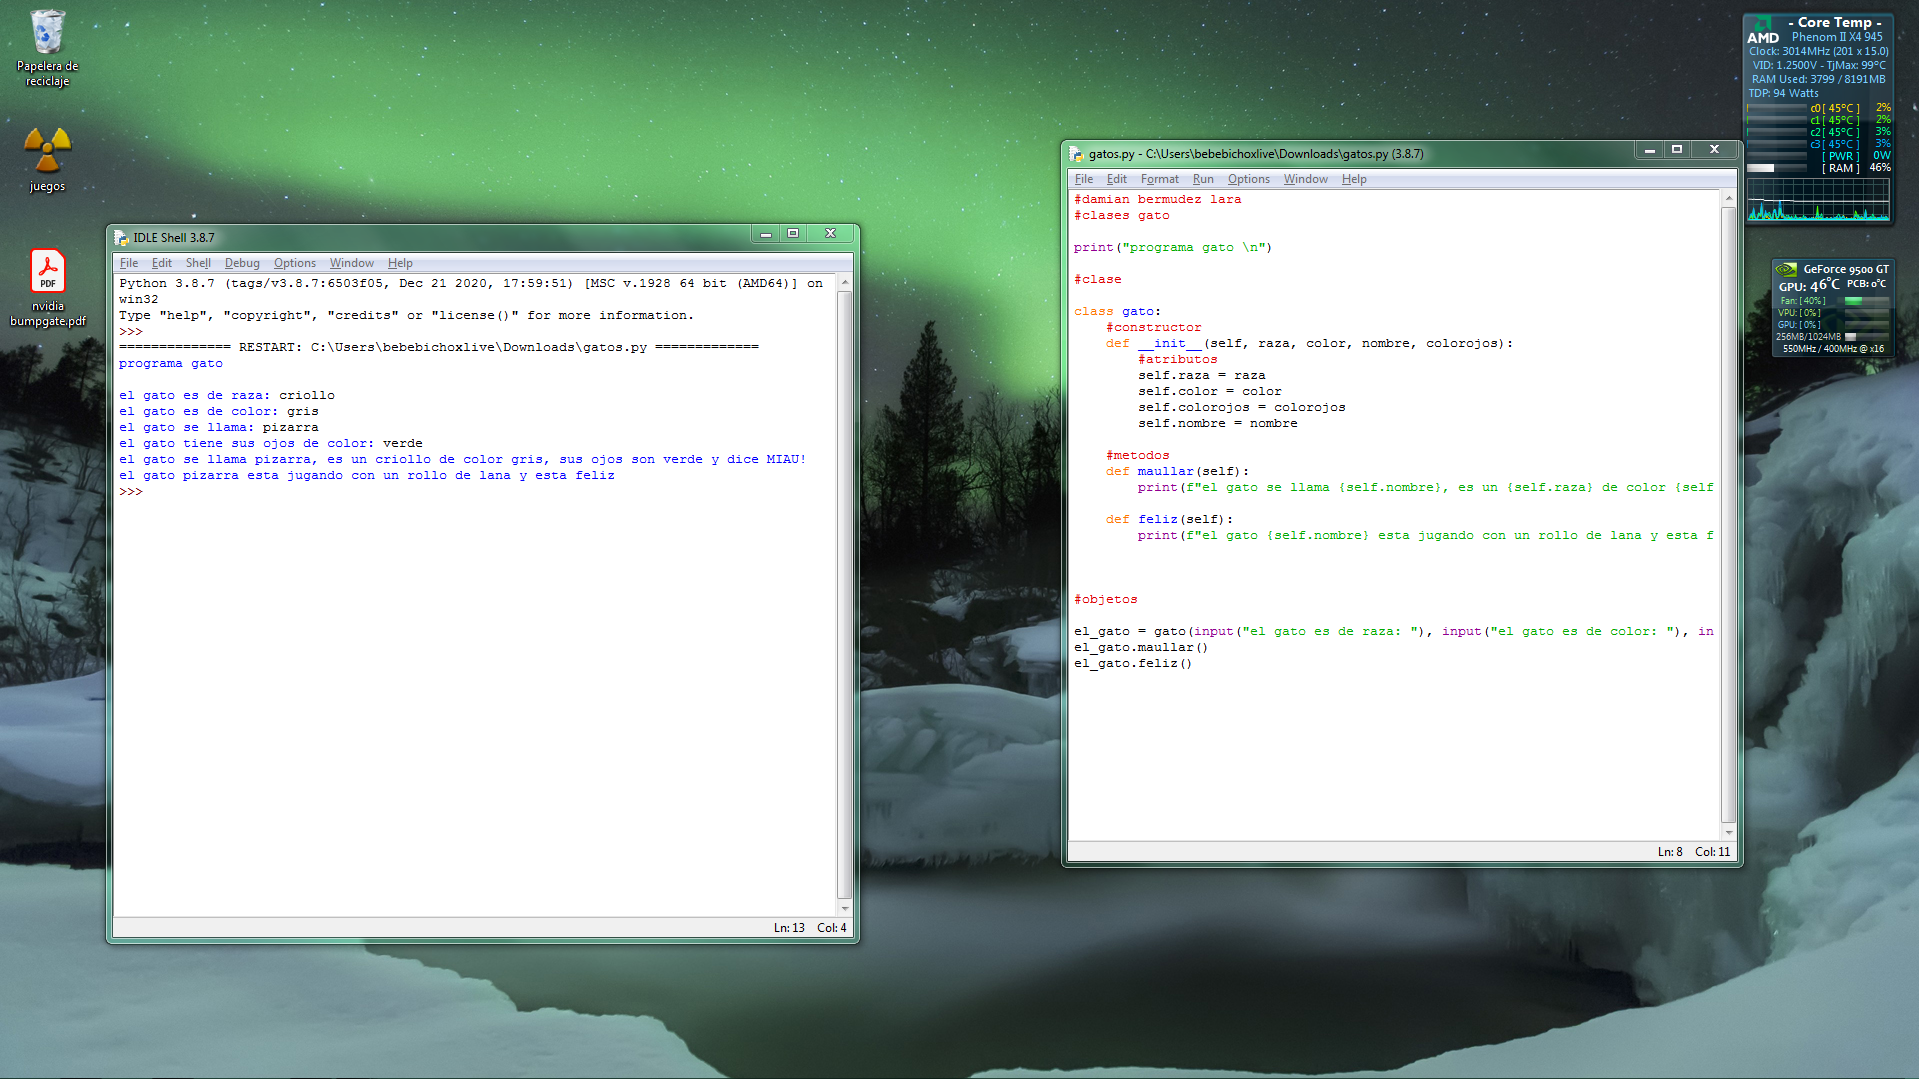 Papelera de
reciclaje
juegos
nvidia
bumpgate.pdf
PDF
IDLE Shell 3.8.7
File Edit Shell Debug Options Window Help
Python 3.8.7 (tags/v3.8.7:6503f05, Dec 21 2020, 17:59:51) [MSC v.1928 64 bit (AMD64)] on
win32
Type "help", "copyright", "credits" or "license()" for more information.
>>>
============== RESTART: C:\Users\bebebichoxlive\Downloads\gatos.py =============
programa gato
el gato es de raza: criollo
el gato es de color: gris
el gato se llama: pizarra
el gato tiene sus ojos de color: verde
el gato se llama pizarra, es un criollo de color gris, sus ojos son verde y dice MIAU!
el gato pizarra esta jugando con un rollo de lana y esta feliz
>>>
Ln: 13 Col: 4
gatos.py - C:\Users\bebebichoxlive\Downloads\gatos.py (3.8.7)
File Edit Format Run Options Window Help
#damian bermudez lara
#clases gato
print("programa gato \n")
#clase
class gato:
    #constructor
    def __init__(self, raza, color, nombre, colorojos):
        #atributos
        self.raza = raza
        self.color = color
        self.colorojos = colorojos
        self.nombre = nombre
    #metodos
    def maullar(self):
        print(f"el gato se llama {self.nombre}, es un {self.raza} de color {self
    def feliz(self):
        print(f"el gato {self.nombre} esta jugando con un rollo de lana y esta f
#objetos
el_gato = gato(input("el gato es de raza: "), input("el gato es de color: "), in
el_gato.maullar()
el_gato.feliz()
Ln: 8 Col: 11
- Core Temp -
AMD Phenom II X4 945
Clock: 3014MHz (201 x 15.0)
VID: 1.2500V - TjMax: 99°C
RAM Used: 3799 / 8191MB
TDP: 94 Watts
c0[ 45°C ] 2%
c1[ 45°C ] 2%
c2[ 45°C ] 3%
c3[ 45°C ] 3%
[ PWR ] 0W
[ RAM ] 46%
GeForce 9500 GT
GPU: 46°C PCB: 0°C
Fan: [ 40% ]
VPU: [ 0% ]
GPU: [ 0% ]
256MB/1024MB
550MHz / 400MHz @ x16